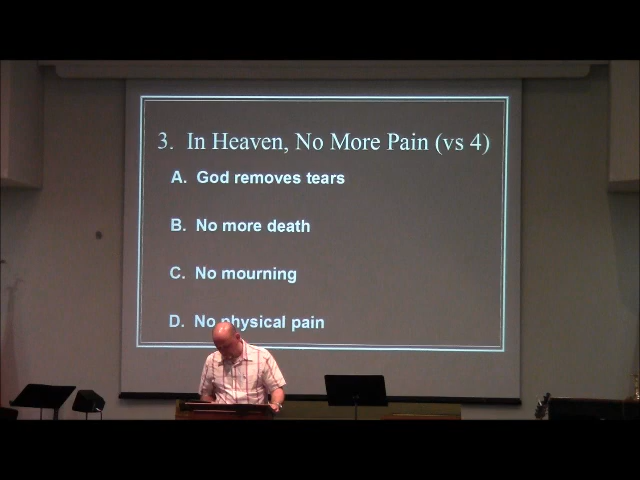 3. In Heaven, No More Pain (vs 4)
A. God removes tears
B. No more death
C. No mourning
D. No physical pain